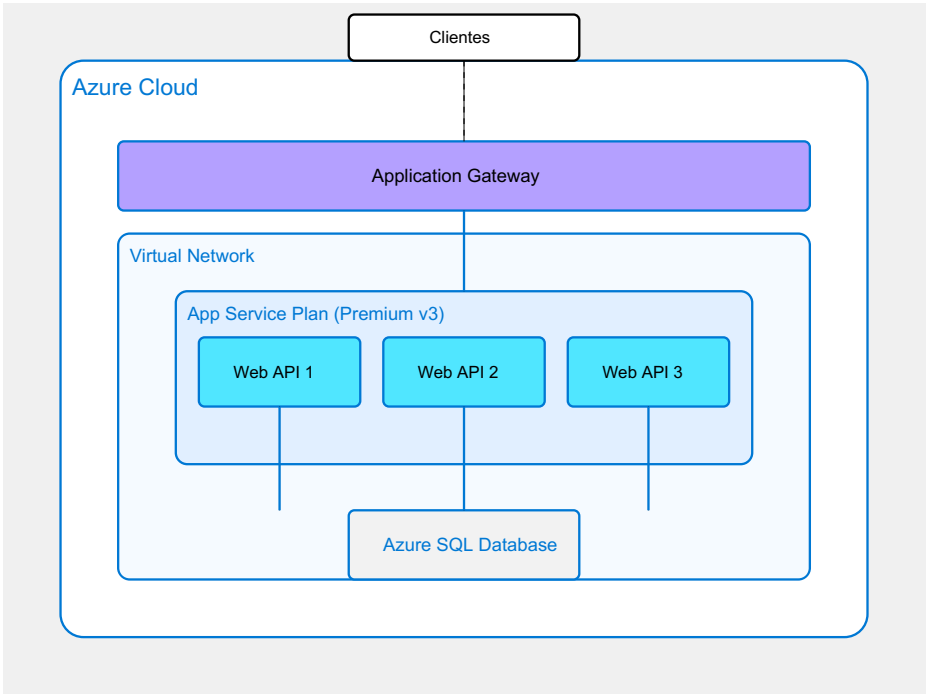 Clientes
Azure Cloud
Application Gateway
Virtual Network
App Service Plan (Premium v3)
Web API 1
Web API 2
Web API 3
Azure SQL Database